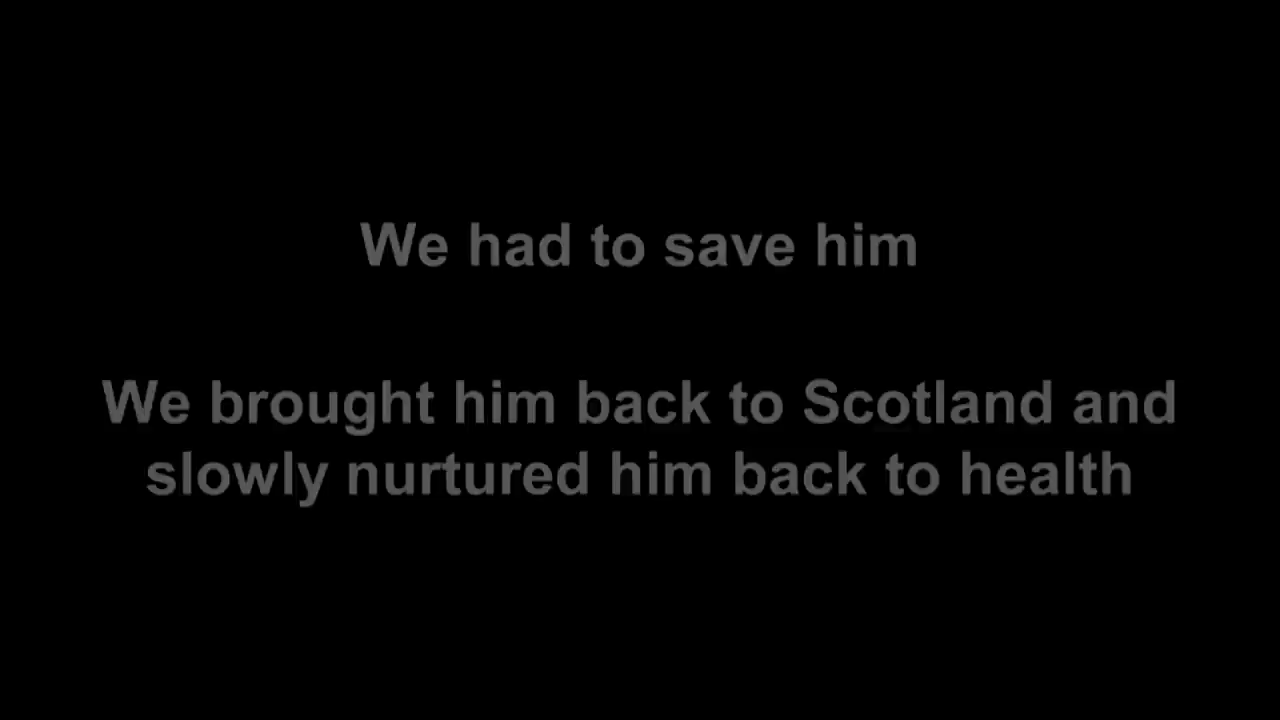 We had to save him
We brought him back to Scotland and
slowly nurtured him back to health